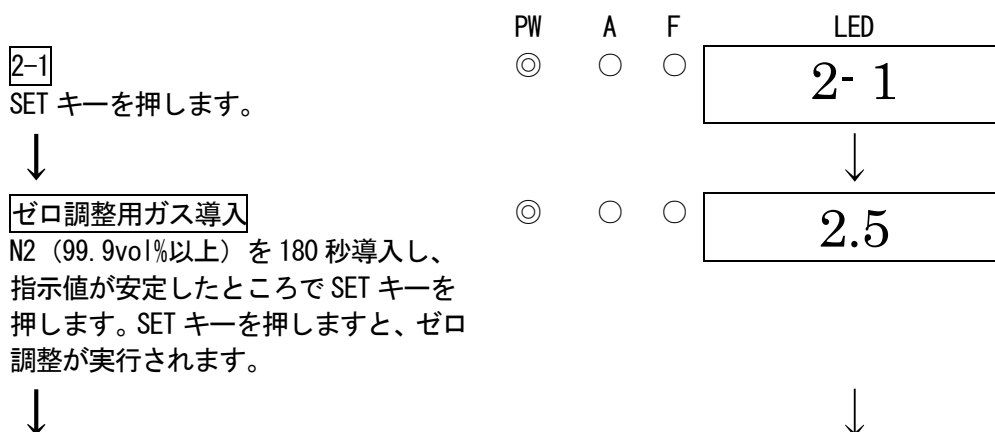 PW A F LED
2-1 ◎ ○ ○ 2- 1
SET キーを押します。
↓ ↓
ゼロ調整用ガス導入 ◎ ○ ○ 2.5
N2（99.9vol%以上）を 180 秒導入し、
指示値が安定したところで SET キーを
押します。SET キーを押しますと、ゼロ
調整が実行されます。
↓ ↓